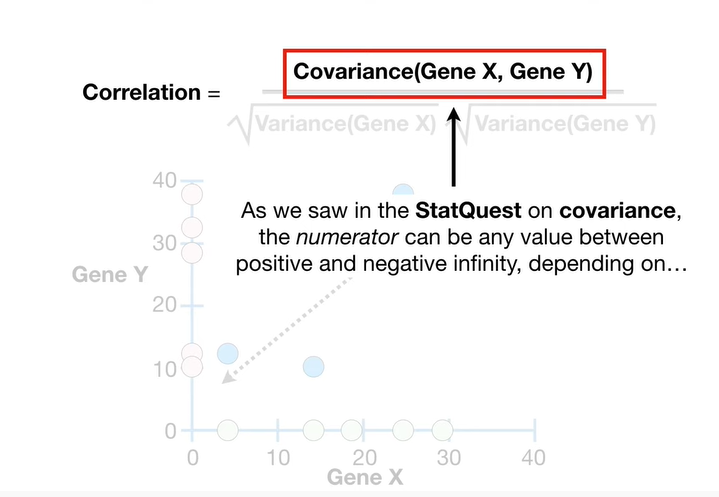 Covariance(Gene X, Gene Y)
Correlation =
√Variance(Gene X) √Variance(Gene Y)
40
As we saw in the StatQuest on covariance,
the numerator can be any value between
positive and negative infinity, depending on…
30
Gene Y
20
10
0
0 10 20 30 40
Gene X